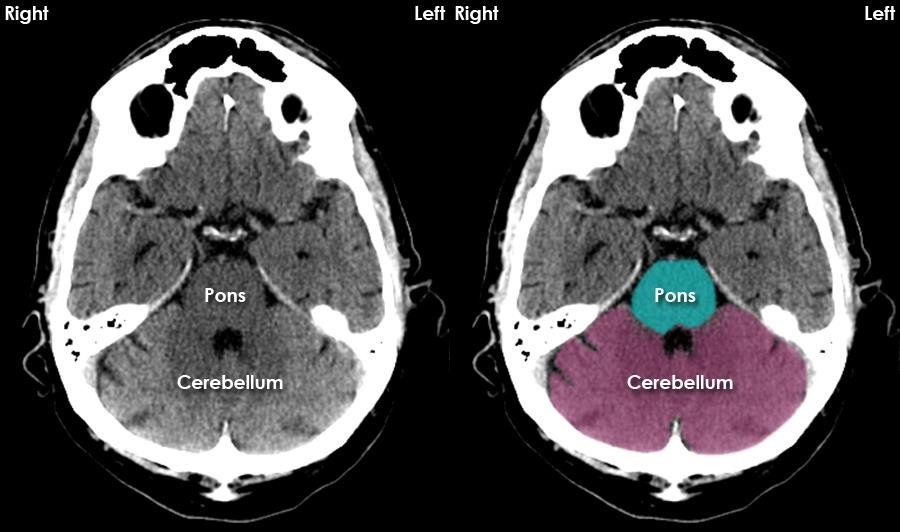 Right
Left
Right
Left
Pons
Pons
Cerebellum
Cerebellum